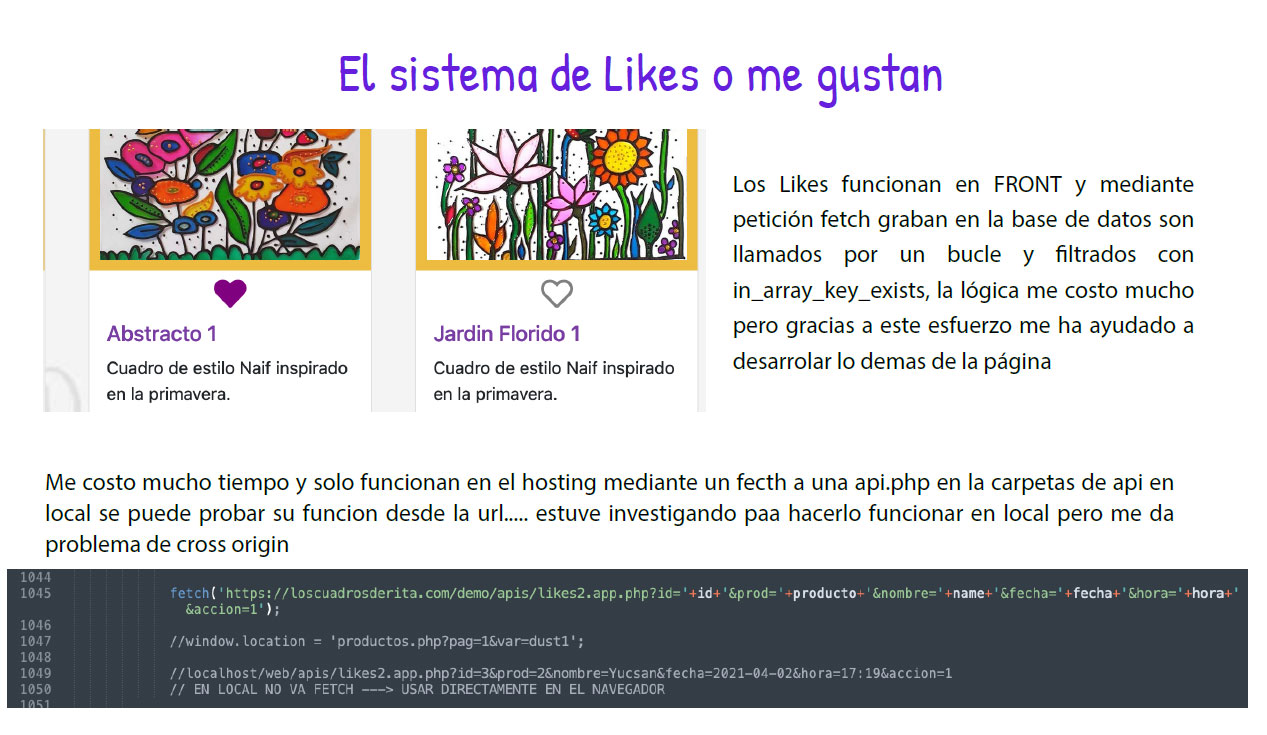 El sistema de Likes o me gustan
Abstracto 1
Cuadro de estilo Naif inspirado
en la primavera.
Jardin Florido 1
Cuadro de estilo Naif inspirado
en la primavera.
Los Likes funcionan en FRONT y mediante
petición fetch graban en la base de datos son
llamados por un bucle y filtrados con
in_array_key_exists, la lógica me costo mucho
pero gracias a este esfuerzo me ha ayudado a
desarrolar lo demas de la página
Me costo mucho tiempo y solo funcionan en el hosting mediante un fecth a una api.php en la carpetas de api en
local se puede probar su funcion desde la url..... estuve investigando paa hacerlo funcionar en local pero me da
problema de cross origin
1044
1045 fetch('https://loscuadrosderita.com/demo/apis/likes2.app.php?id='+id+'&prod='+producto+'&nombre='+name+'&fecha='+fecha+'&hora='+hora+'
&accion=1');
1046
1047 //window.location = 'productos.php?pag=1&var=dust1';
1048
1049 //localhost/web/apis/likes2.app.php?id=3&prod=2&nombre=Yucsan&fecha=2021-04-02&hora=17:19&accion=1
1050 // EN LOCAL NO VA FETCH ---> USAR DIRECTAMENTE EN EL NAVEGADOR
1051